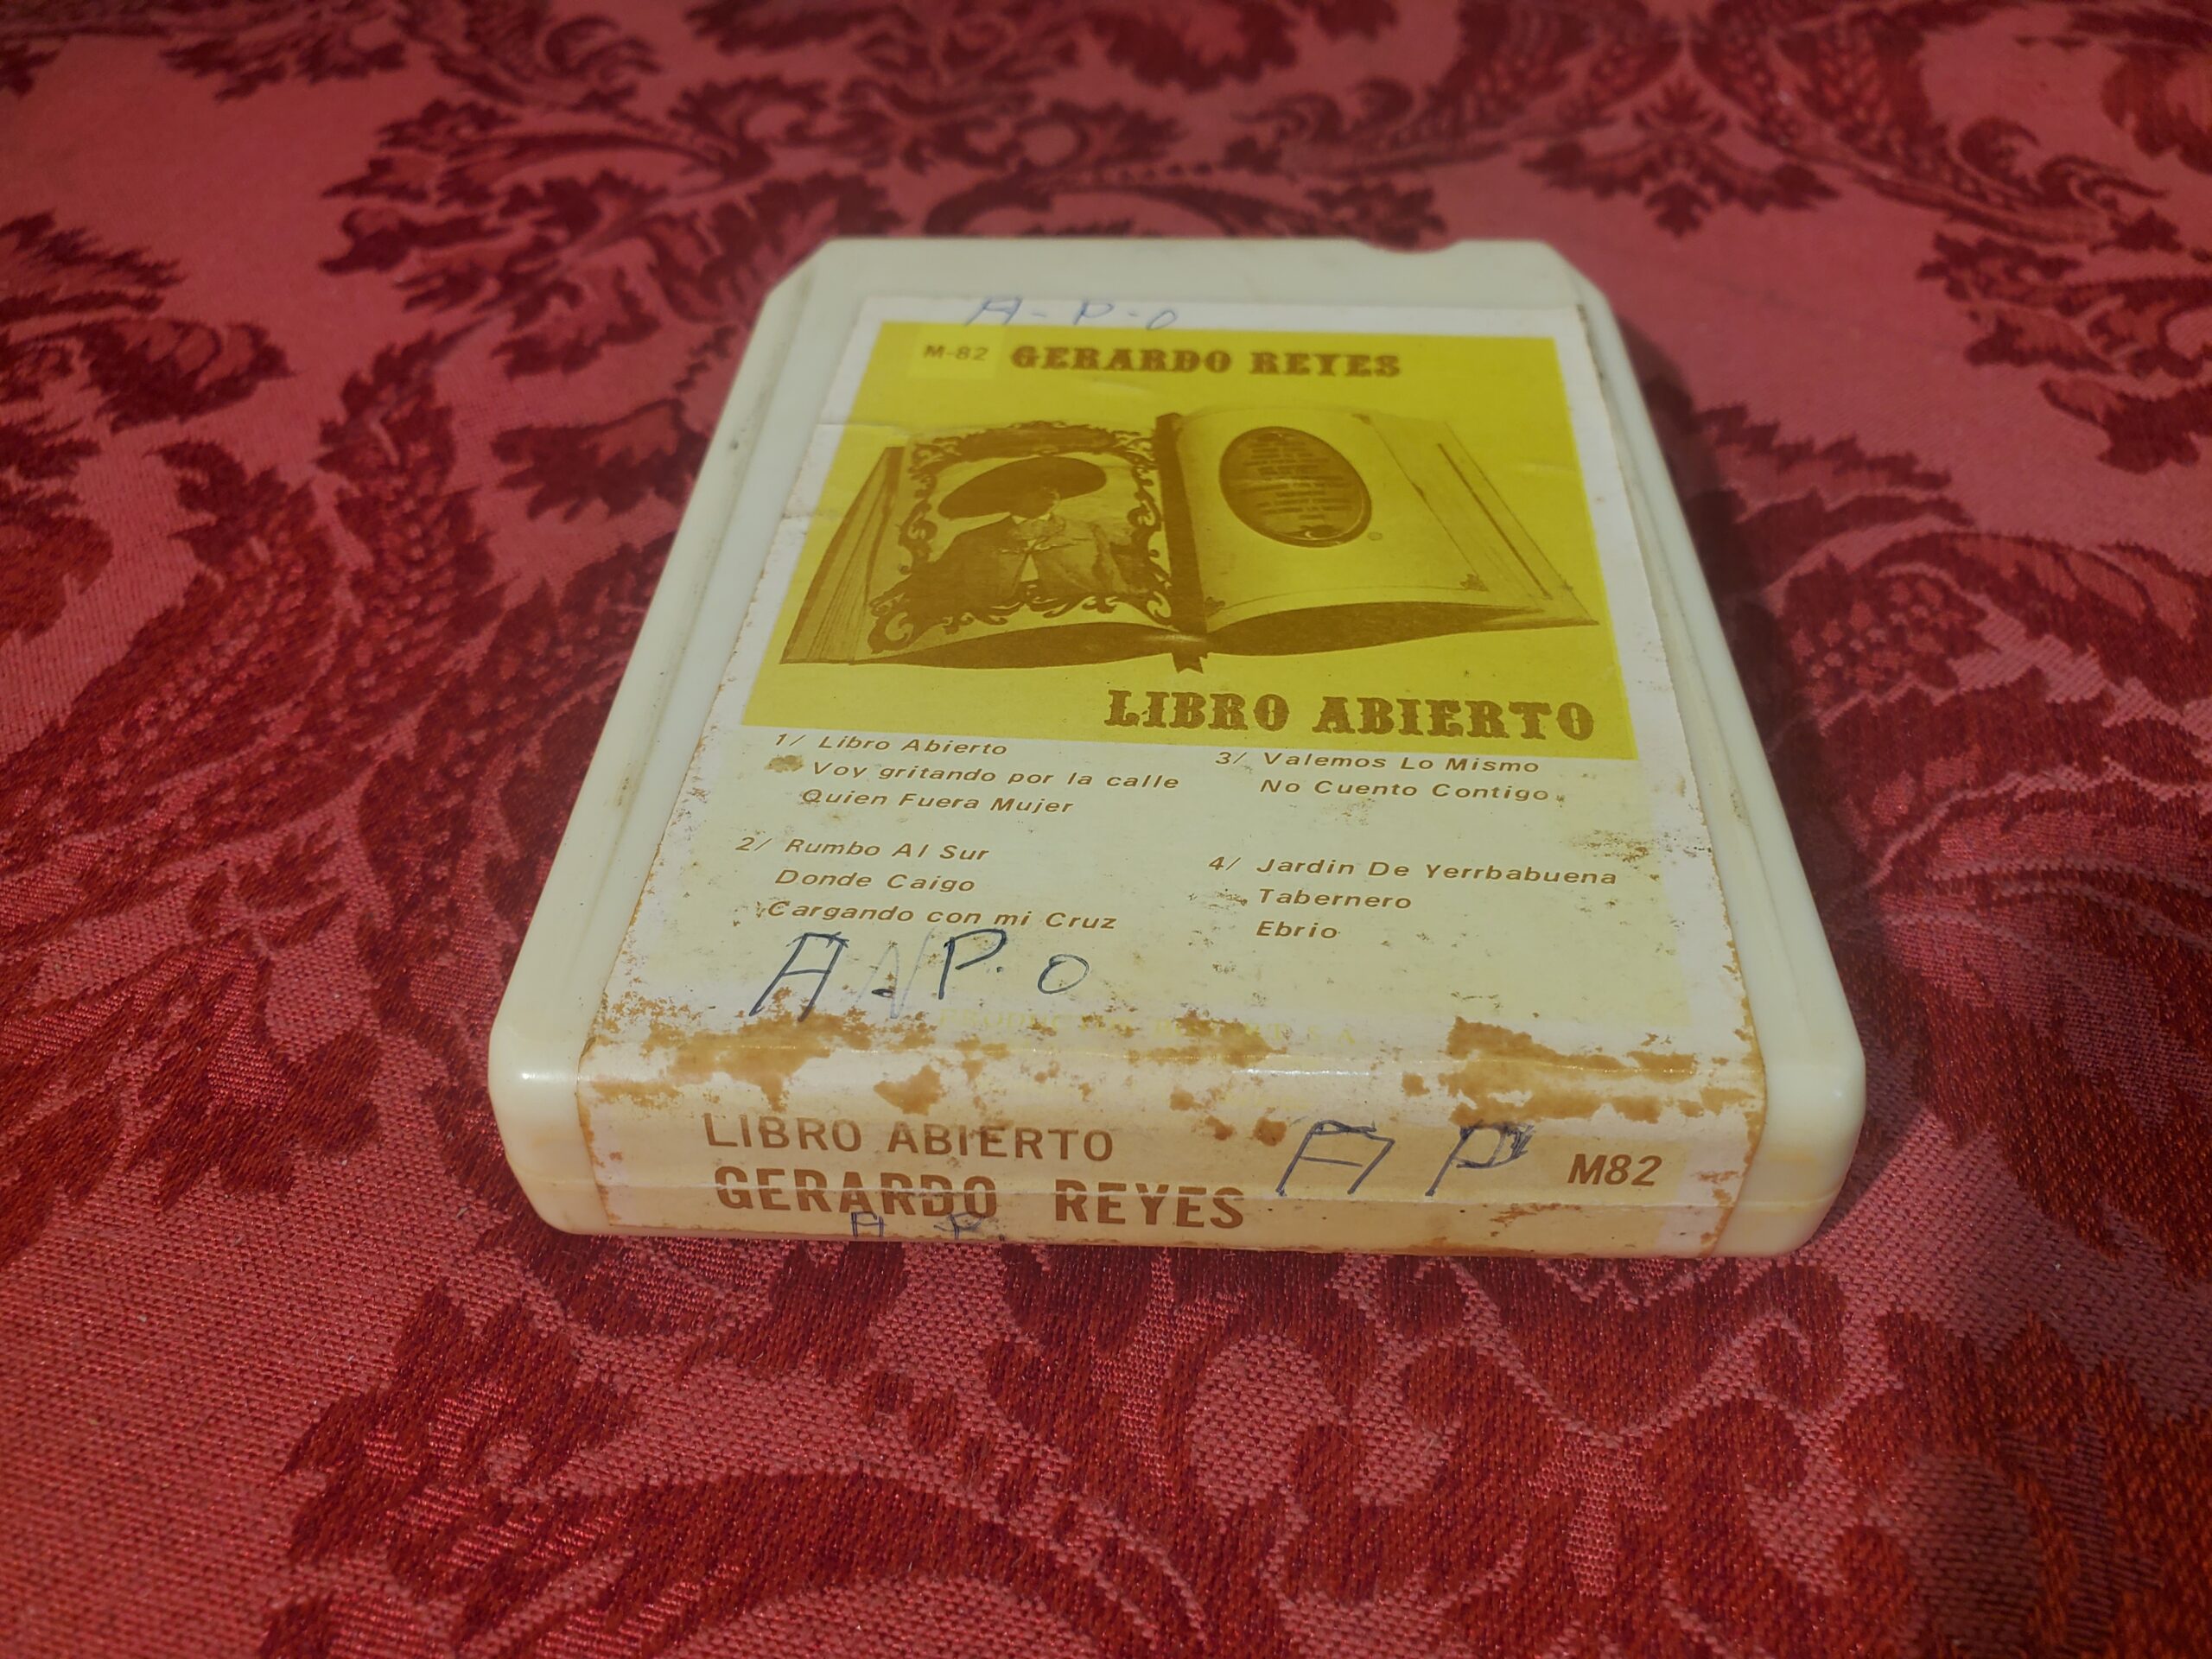 A-P-O
M-82 GERARDO REYES
LIBRO ABIERTO
1/ Libro Abierto
Voy gritando por la calle
Quien Fuera Mujer
2/ Rumbo Al Sur
Donde Caigo
Cargando con mi Cruz
3/ Valemos Lo Mismo
No Cuento Contigo
4/ Jardin De Yerrbabuena
Tabernero
Ebrio
A.N P.O
LIBRO ABIERTO
GERARDO REYES
A P
M82
A P.